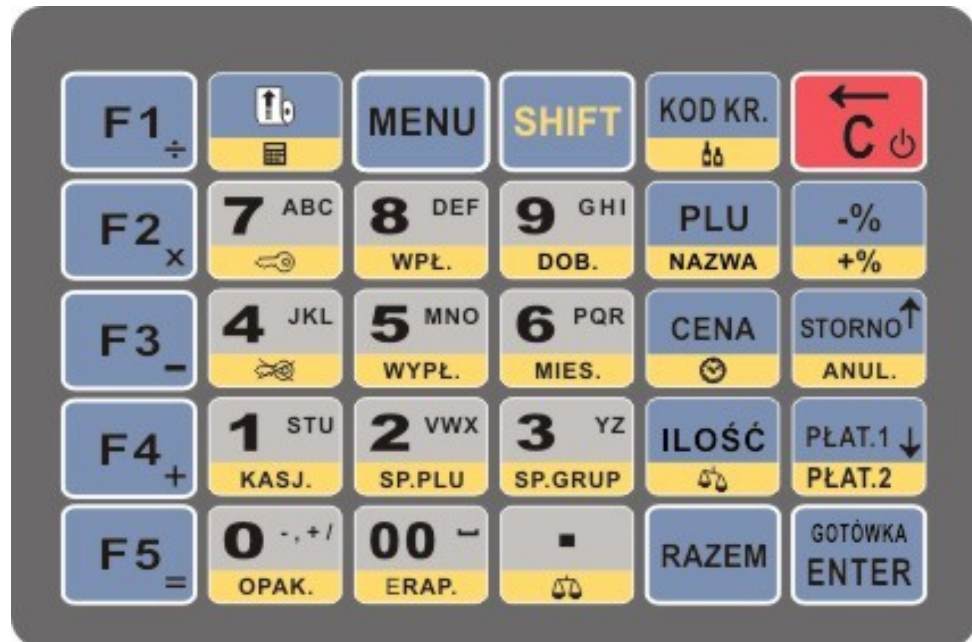 F1 ÷
MENU
SHIFT
KOD KR.
← C
F2 ×
7 ABC
8 DEF
WPŁ.
9 GHI
DOB.
PLU
NAZWA
-%
+%
F3 -
4 JKL
5 MNO
WYPŁ.
6 PQR
MIES.
CENA
STORNO ↑
ANUL.
F4 +
1 STU
KASJ.
2 VWX
SP.PLU
3 YZ
SP.GRUP
ILOŚĆ
PŁAT.1 ↓
PŁAT.2
F5 =
0 - , + /
OPAK.
00
ERAP.
.
RAZEM
GOTÓWKA
ENTER